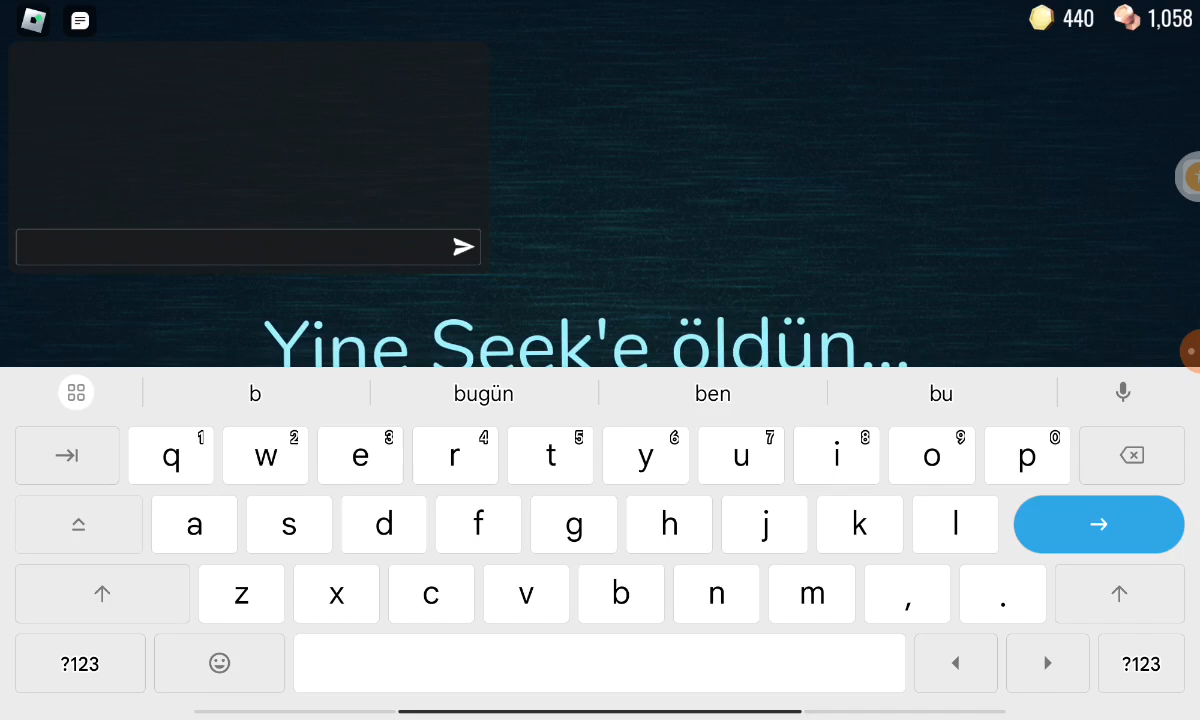 440 1,058
Yine Seek'e öldün...
b bugün ben bu
q 1 w 2 e 3 r 4 t 5 y 6 u 7 i 8 o 9 p 0
a s d f g h j k l
z x c v b n m , .
?123 ?123